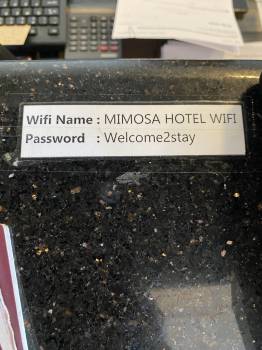 Wifi Name : MIMOSA HOTEL WIFI
Password : Welcome2stay